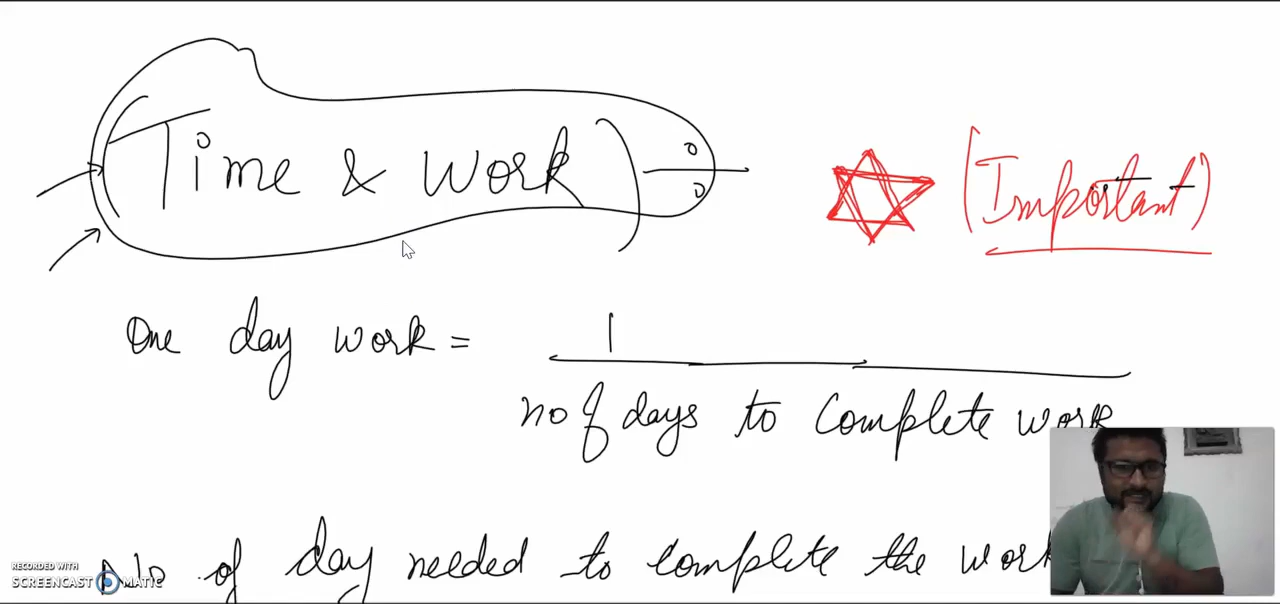 (Time & Work) :
(Important)
One day work = 1
no of days to complete work
No of day needed to complete the work
RECORDED WITH
SCREENCAST MATIC